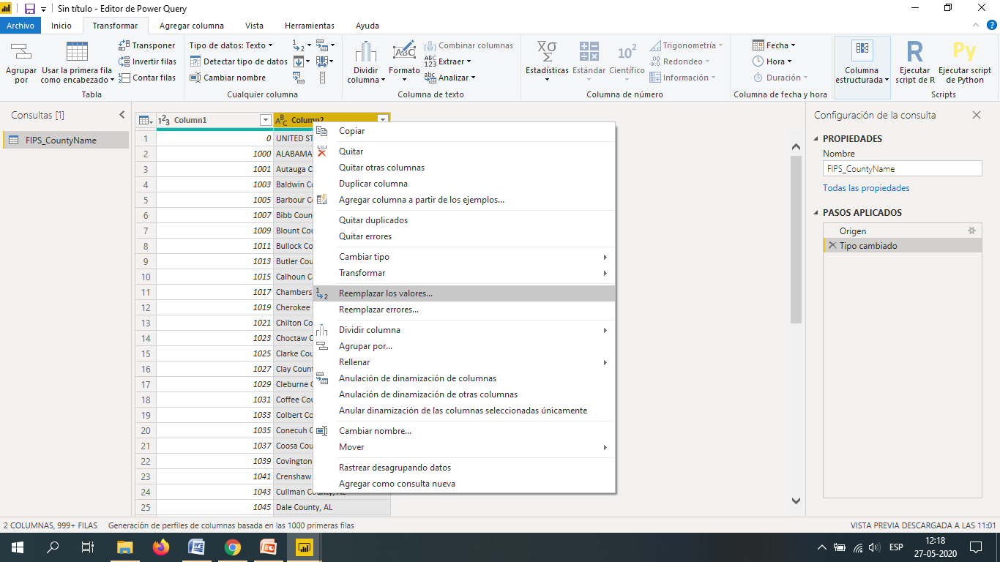 Sin título - Editor de Power Query
Archivo
Inicio
Transformar
Agregar columna
Vista
Herramientas
Ayuda
Agrupar
por
Usar la primera fila
como encabezado
Transponer
Invertir filas
Contar filas
Tabla
Tipo de datos: Texto
Detectar tipo de datos
Cambiar nombre
Cualquier columna
Dividir
columna
Formato
ABC
Combinar columnas
ABC
123
Extraer
abc
Analizar
Columna de texto
XO
Σ
Estadísticas
Estándar
10²
Científico
Trigonometría
Redondeo
Información
Columna de número
Fecha
Hora
Duración
Columna de fecha y hora
Columna
estructurada
R
Ejecutar
script de R
Py
Ejecutar script
de Python
Scripts
Consultas [1]
FIPS_CountyName
123 Column1
ABC Column2
1 0 UNITED ST
2 1000 ALABAMA
3 1001 Autauga C
4 1003 Baldwin Co
5 1005 Barbour Co
6 1007 Bibb Coun
7 1009 Blount Cou
8 1011 Bullock Co
9 1013 Butler Cou
10 1015 Calhoun C
11 1017 Chambers
12 1019 Cherokee
13 1021 Chilton Co
14 1023 Choctaw C
15 1025 Clarke Cou
16 1027 Clay Count
17 1029 Cleburne C
18 1031 Coffee Cou
19 1033 Colbert Co
20 1035 Conecuh C
21 1037 Coosa Cou
22 1039 Covington
23 1041 Crenshaw
24 1043 Cullman County, AL
25 1045 Dale County, AL
Copiar
Quitar
Quitar otras columnas
Duplicar columna
Agregar columna a partir de los ejemplos...
Quitar duplicados
Quitar errores
Cambiar tipo
Transformar
Reemplazar los valores...
Reemplazar errores...
Dividir columna
Agrupar por...
Rellenar
Anulación de dinamización de columnas
Anulación de dinamización de otras columnas
Anular dinamización de las columnas seleccionadas únicamente
Cambiar nombre...
Mover
Rastrear desagrupando datos
Agregar como consulta nueva
Configuración de la consulta
PROPIEDADES
Nombre
FIPS_CountyName
Todas las propiedades
PASOS APLICADOS
Origen
Tipo cambiado
2 COLUMNAS, 999+ FILAS
Generación de perfiles de columnas basada en las 1000 primeras filas
VISTA PREVIA DESCARGADA A LAS 11:01
ESP
12:18
27-05-2020